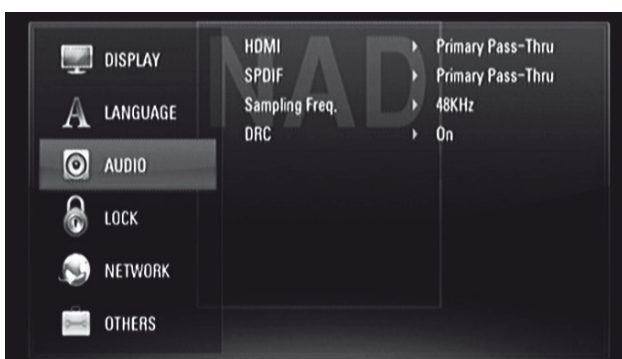 NAD
DISPLAY
LANGUAGE
AUDIO
LOCK
NETWORK
OTHERS
HDMI Primary Pass-Thru
SPDIF Primary Pass-Thru
Sampling Freq. 48KHz
DRC On